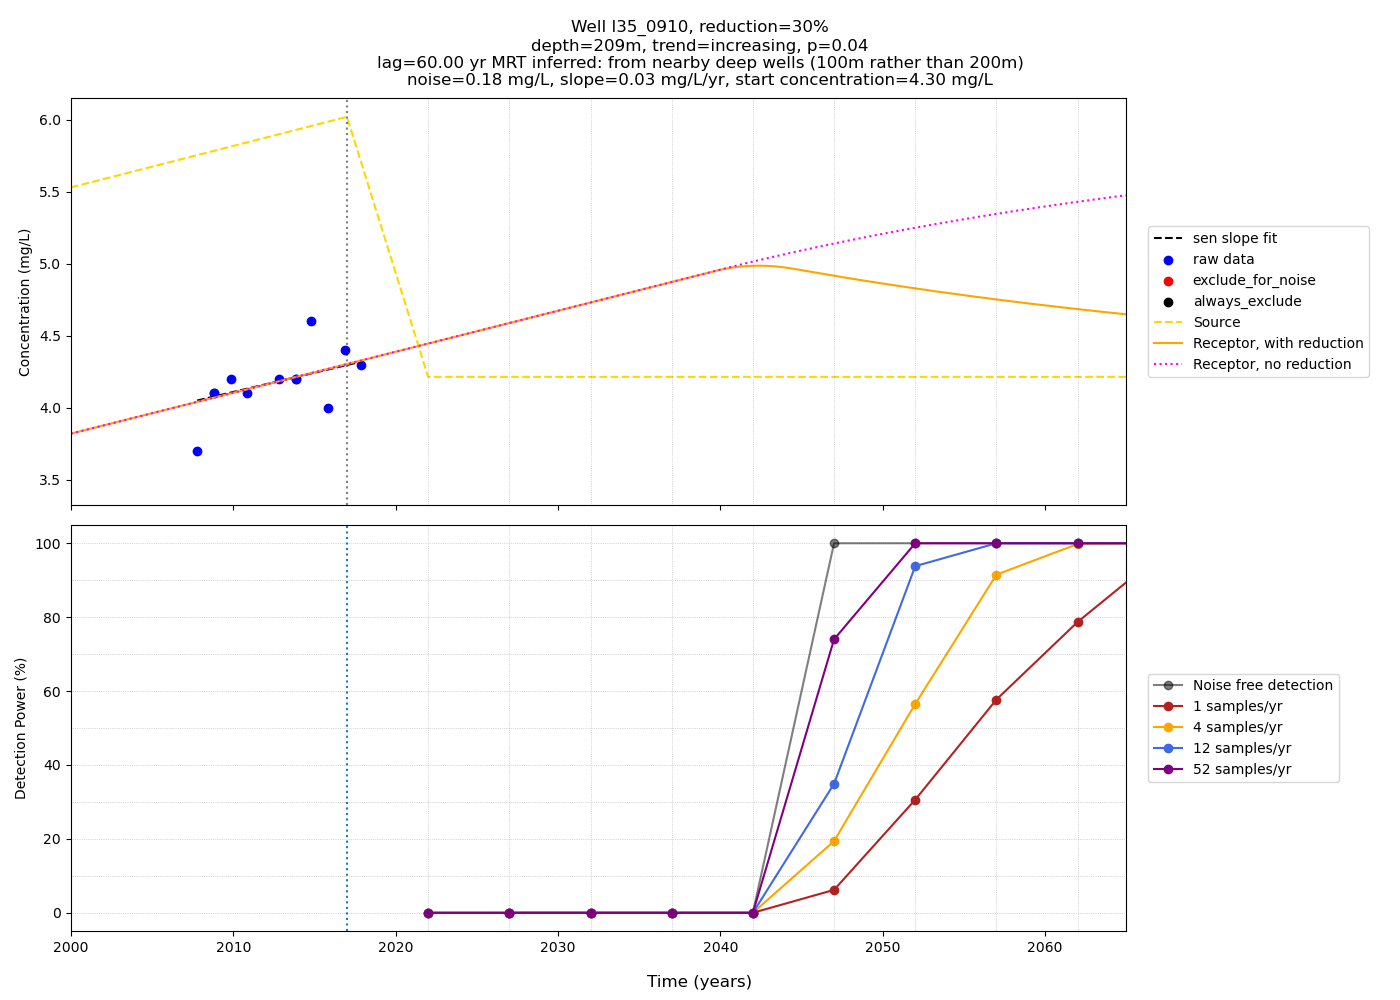 Well l35_0910, reduction=30%
depth=209m, trend=increasing, p=0.04
lag=60.00 yr MRT inferred: from nearby deep wells (100m rather than 200m)
noise=0.18 mg/L, slope=0.03 mg/L/yr, start concentration=4.30 mg/L
Concentration (mg/L)
6.0
5.5
5.0
4.5
4.0
3.5
sen slope fit
raw data
exclude_for_noise
always_exclude
Source
Receptor, with reduction
Receptor, no reduction
Detection Power (%)
100
80
60
40
20
0
Noise free detection
1 samples/yr
4 samples/yr
12 samples/yr
52 samples/yr
2000 2010 2020 2030 2040 2050 2060
Time (years)